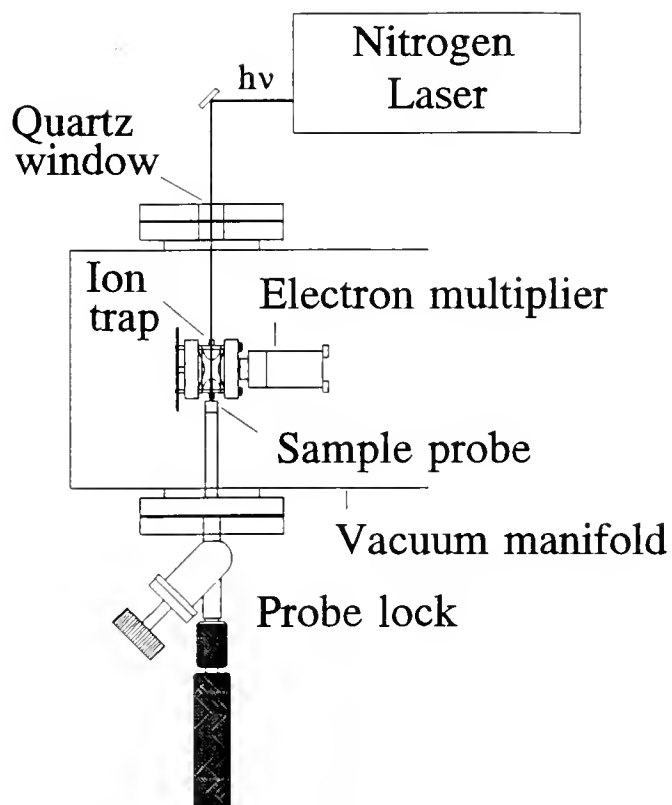 Nitrogen
Laser
hν
Quartz
window
Ion
trap
Electron multiplier
Sample probe
Vacuum manifold
Probe lock